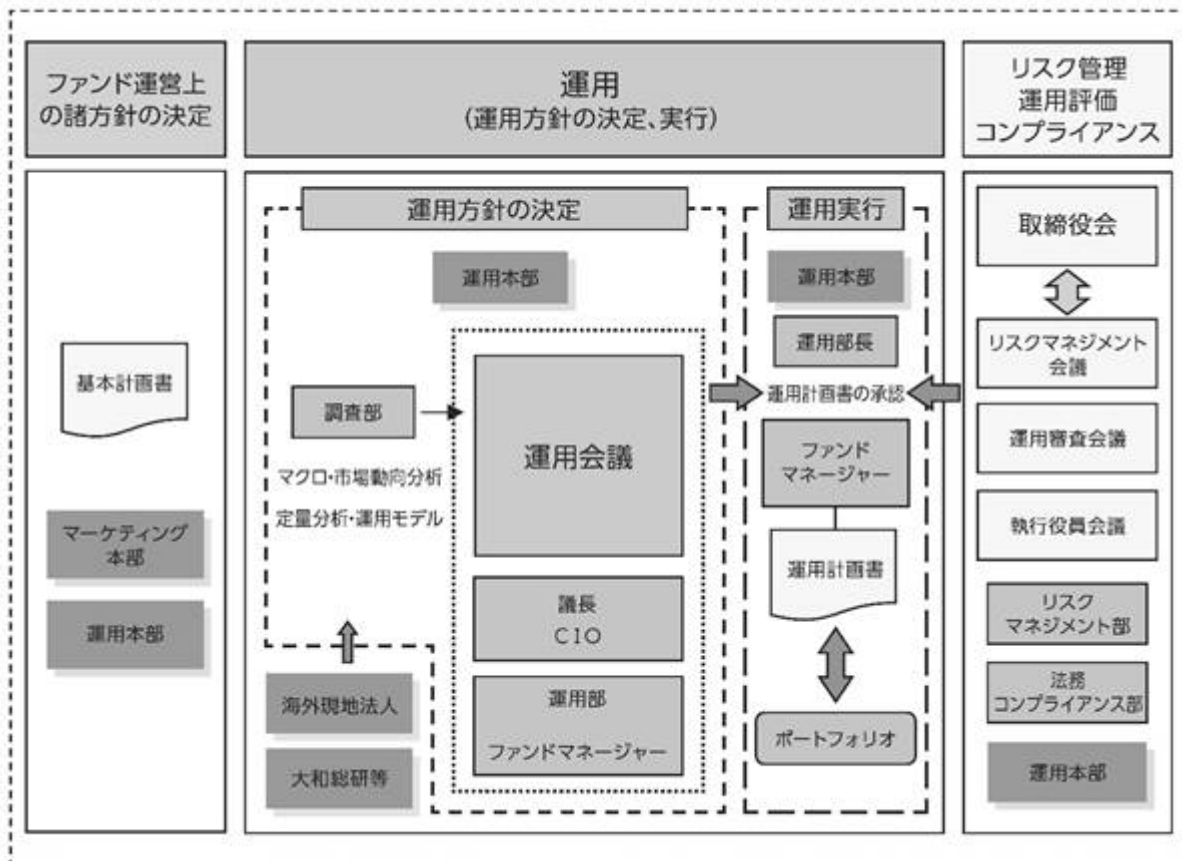 ファンド運営上
の諸方針の決定
運用
(運用方針の決定、実行)
リスク管理
運用評価
コンプライアンス
基本計画書
マーケティング
本部
運用本部
運用方針の決定
運用本部
調査部
マクロ・市場動向分析
定量分析・運用モデル
運用会議
議長
CIO
運用部
ファンドマネージャー
海外現地法人
大和総研等
運用実行
運用本部
運用部長
運用計画書の承認
ファンド
マネージャー
運用計画書
ポートフォリオ
取締役会
リスクマネジメント
会議
運用審査会議
執行役員会議
リスク
マネジメント部
法務
コンプライアンス部
運用本部